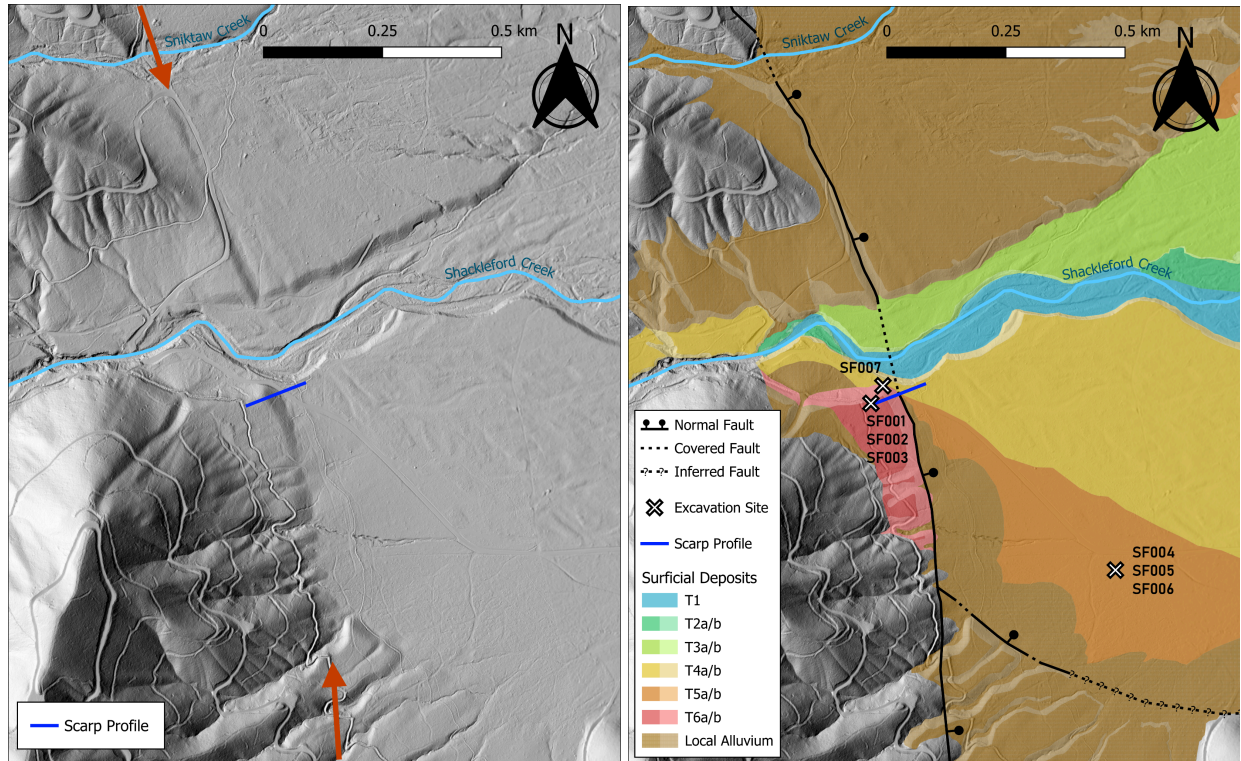 Sniktaw Creek
0
0.25
0.5 km
N
Shackleford Creek
Scarp Profile
Sniktaw Creek
0
0.25
0.5 km
N
Shackleford Creek
SF007
SF001
SF002
SF003
SF004
SF005
SF006
Normal Fault
Covered Fault
?-?-?
Inferred Fault
Excavation Site
Scarp Profile
Surficial Deposits
T1
T2a/b
T3a/b
T4a/b
T5a/b
T6a/b
Local Alluvium
? ? ? ? ? ? ? ? ? ?